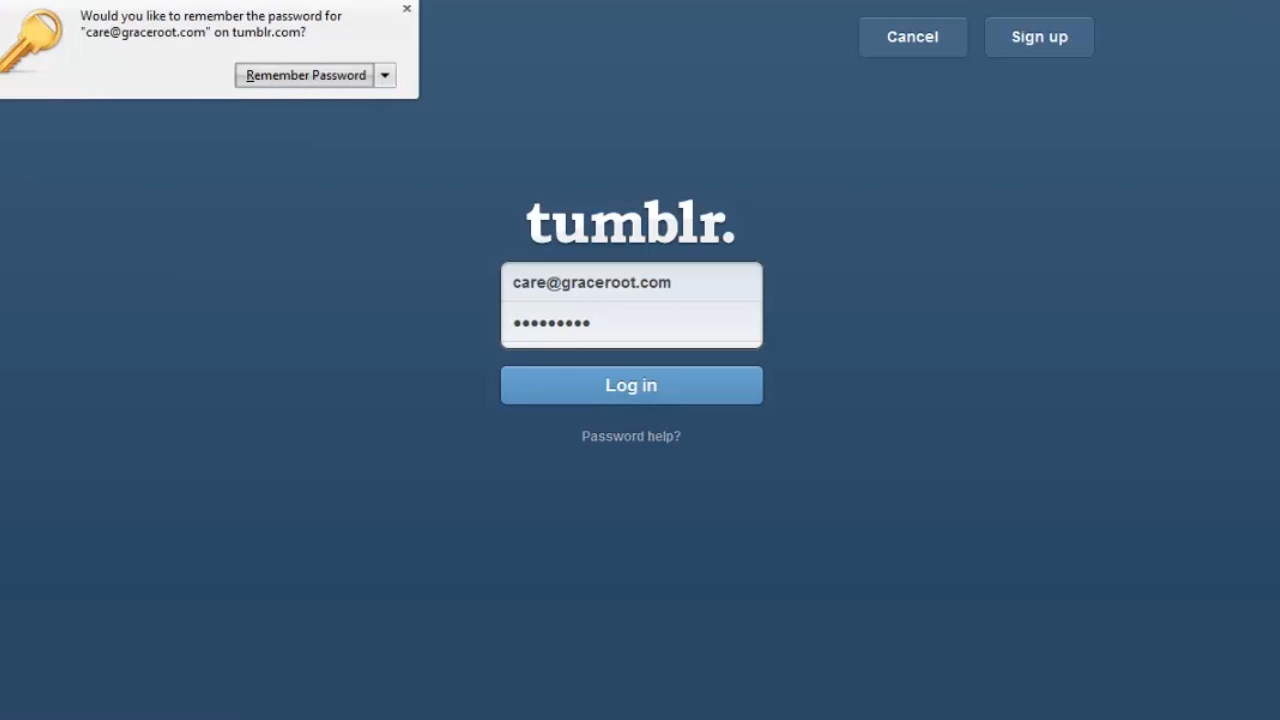 Would you like to remember the password for
"care@graceroot.com" on tumblr.com?
Remember Password
Cancel
Sign up
tumblr.
care@graceroot.com
•••••••••
Log in
Password help?